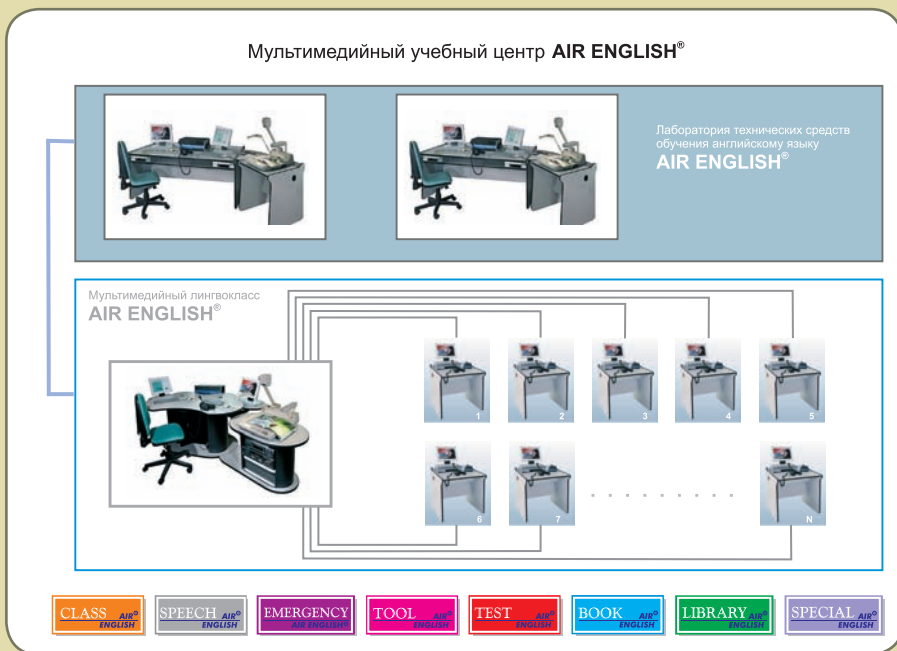 Мультимедийный учебный центр AIR ENGLISH®
Лаборатория технических средств
обучения английскому языку
AIR ENGLISH®
Мультимедийный лингвокласс
AIR ENGLISH®
1
2
3
4
5
6
7
. . . . . . . . .
N
CLASS AIR®
ENGLISH
SPEECH AIR®
ENGLISH
EMERGENCY
AIR ENGLISH®
TOOL AIR®
ENGLISH
TEST AIR®
ENGLISH
BOOK AIR®
ENGLISH
LIBRARY AIR®
ENGLISH
SPECIAL AIR®
ENGLISH